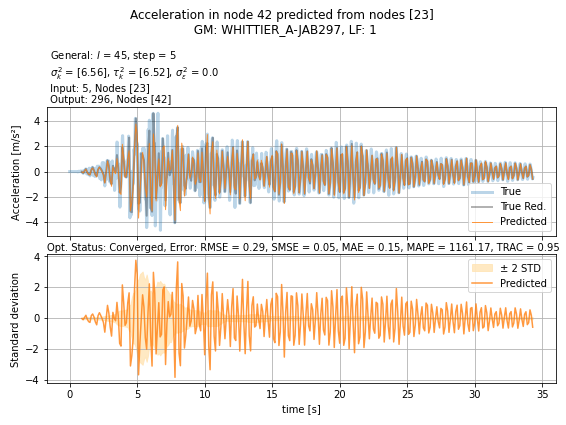 Acceleration in node 42 predicted from nodes [23]
GM: WHITTIER_A-JAB297, LF: 1
General: l = 45, step = 5
σ²ₖ = [6.56], τ²ₖ = [6.52], σ²ε = 0.0
Input: 5, Nodes [23]
Output: 296, Nodes [42]
Acceleration [m/s²]
4
2
0
−2
−4
True
True Red.
Predicted
Opt. Status: Converged, Error: RMSE = 0.29, SMSE = 0.05, MAE = 0.15, MAPE = 1161.17, TRAC = 0.95
Standard deviation
4
2
0
−2
−4
± 2 STD
Predicted
0 5 10 15 20 25 30 35
time [s]